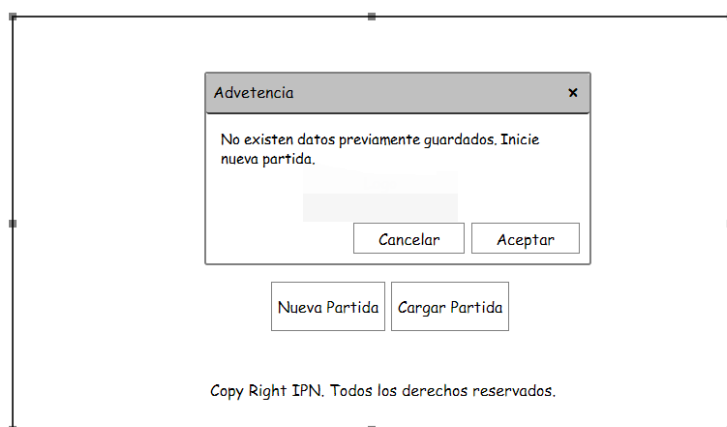 Advetencia x
No existen datos previamente guardados. Inicie
nueva partida.
Cancelar Aceptar
Nueva Partida Cargar Partida
Copy Right IPN. Todos los derechos reservados.